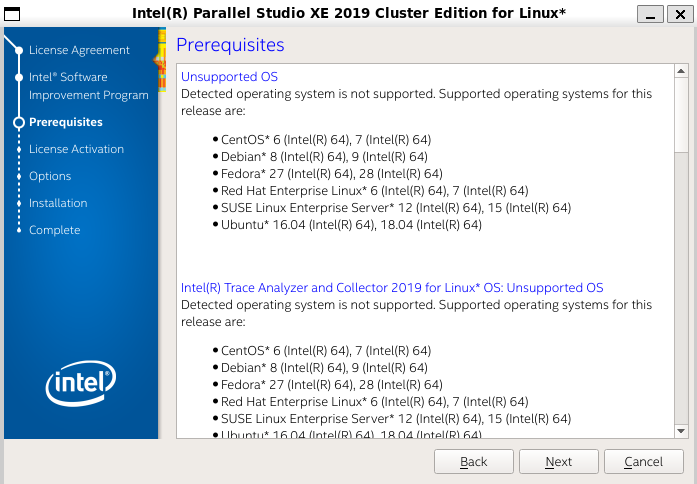 Intel(R) Parallel Studio XE 2019 Cluster Edition for Linux*
License Agreement
Intel® Software
Improvement Program
Prerequisites
License Activation
Options
Installation
Complete
intel®
Prerequisites
Unsupported OS
Detected operating system is not supported. Supported operating systems for this
release are:
● CentOS* 6 (Intel(R) 64), 7 (Intel(R) 64)
● Debian* 8 (Intel(R) 64), 9 (Intel(R) 64)
● Fedora* 27 (Intel(R) 64), 28 (Intel(R) 64)
● Red Hat Enterprise Linux* 6 (Intel(R) 64), 7 (Intel(R) 64)
● SUSE Linux Enterprise Server* 12 (Intel(R) 64), 15 (Intel(R) 64)
● Ubuntu* 16.04 (Intel(R) 64), 18.04 (Intel(R) 64)
Intel(R) Trace Analyzer and Collector 2019 for Linux* OS: Unsupported OS
Detected operating system is not supported. Supported operating systems for this
release are:
● CentOS* 6 (Intel(R) 64), 7 (Intel(R) 64)
● Debian* 8 (Intel(R) 64), 9 (Intel(R) 64)
● Fedora* 27 (Intel(R) 64), 28 (Intel(R) 64)
● Red Hat Enterprise Linux* 6 (Intel(R) 64), 7 (Intel(R) 64)
● SUSE Linux Enterprise Server* 12 (Intel(R) 64), 15 (Intel(R) 64)
● Ubuntu* 16.04 (Intel(R) 64), 18.04 (Intel(R) 64)
Back Next Cancel